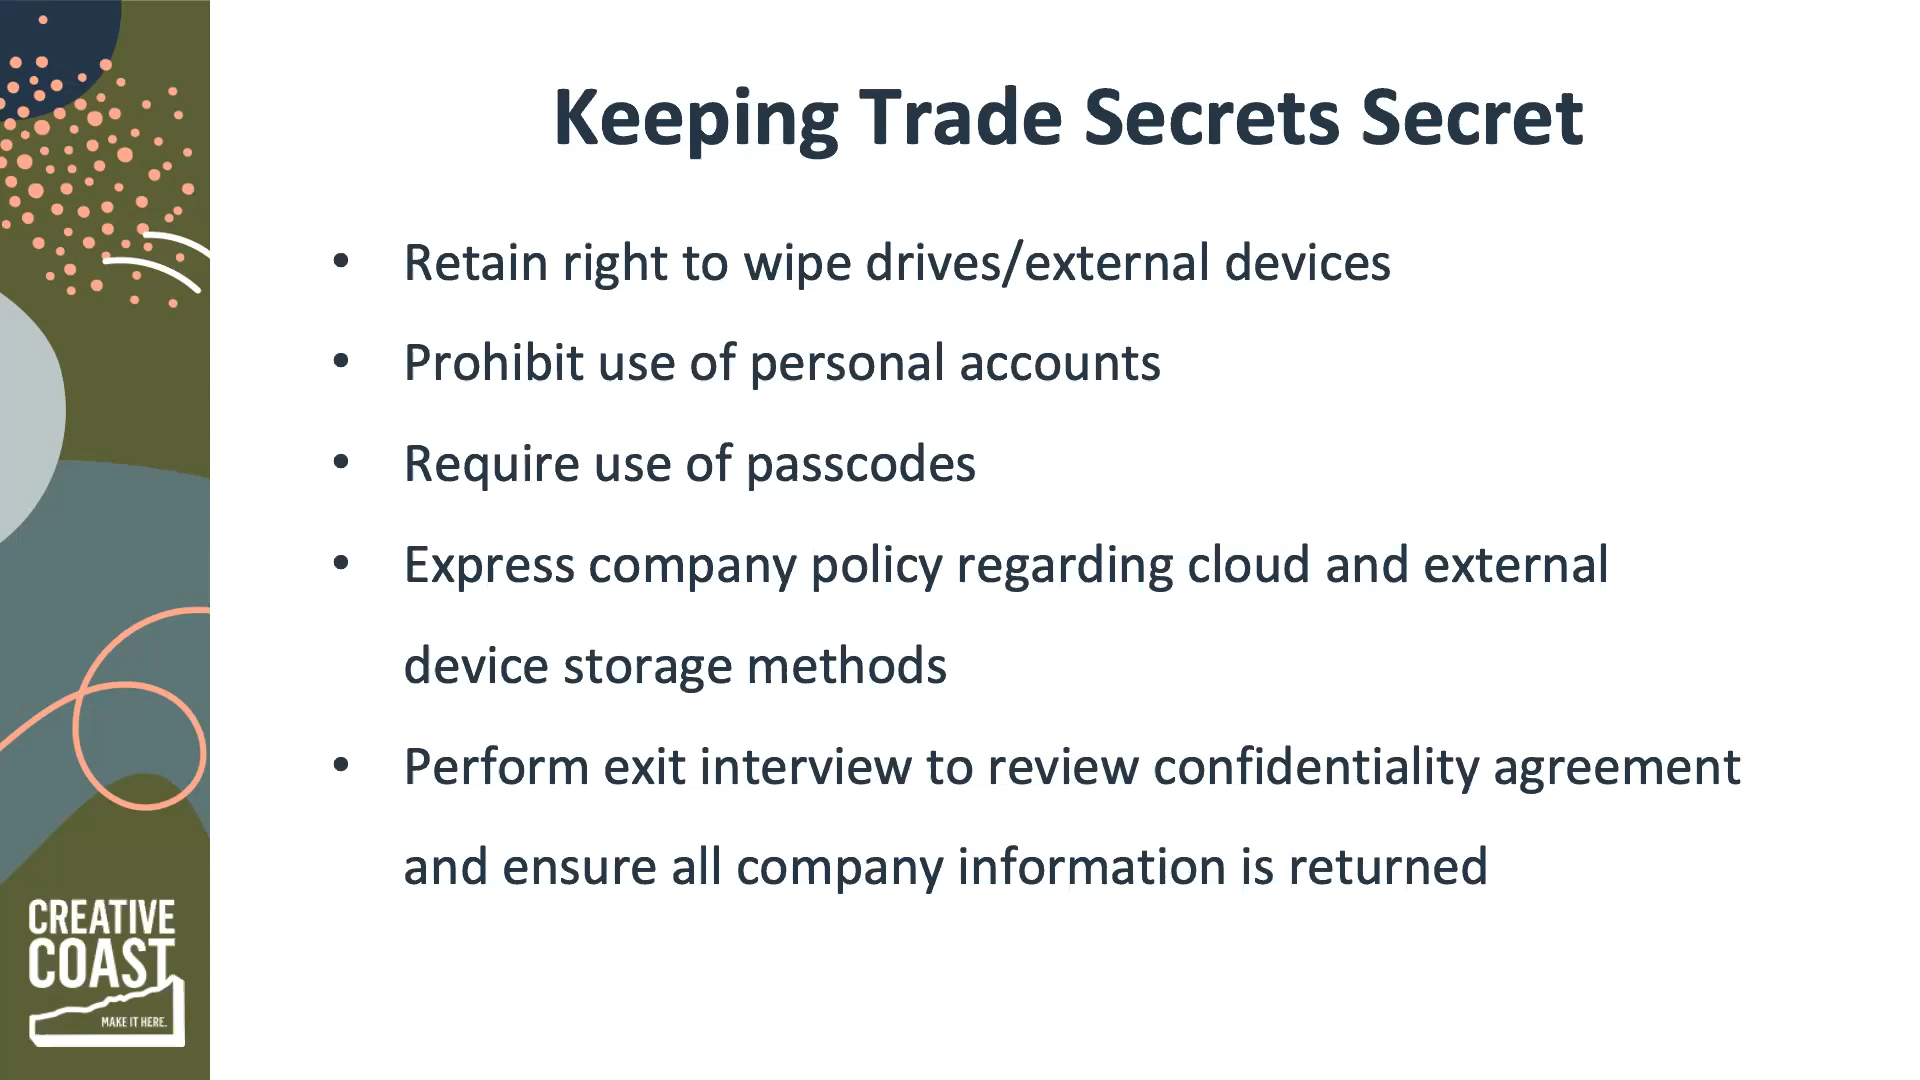 Keeping Trade Secrets Secret
• Retain right to wipe drives/external devices
• Prohibit use of personal accounts
• Require use of passcodes
• Express company policy regarding cloud and external
device storage methods
• Perform exit interview to review confidentiality agreement
and ensure all company information is returned
CREATIVE
COAST
MAKE IT HERE.